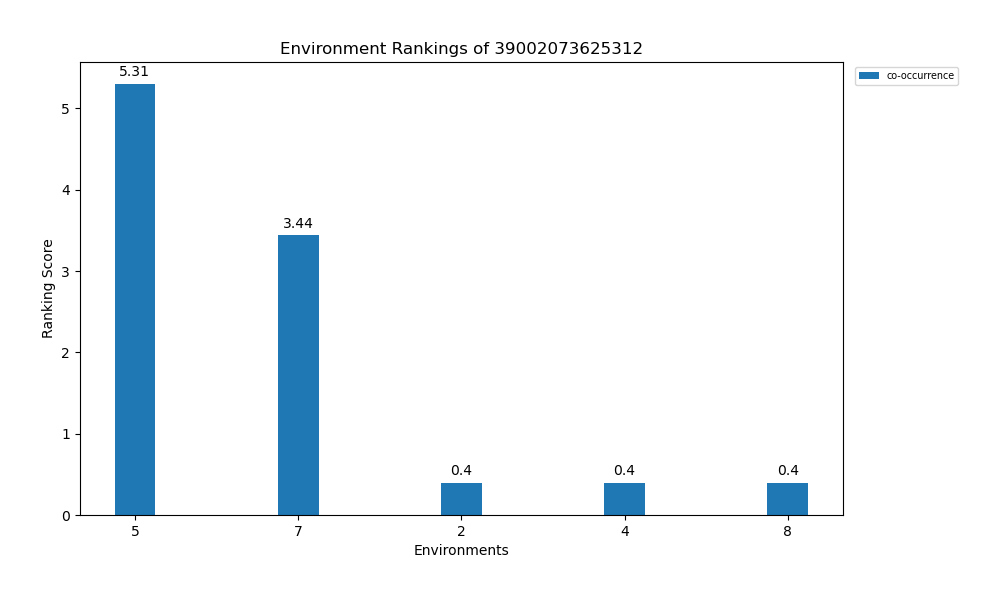 Environment Rankings of 39002073625312
co-occurrence
5.31
3.44
0.4
0.4
0.4
Ranking Score
5
4
3
2
1
0
5 7 2 4 8
Environments